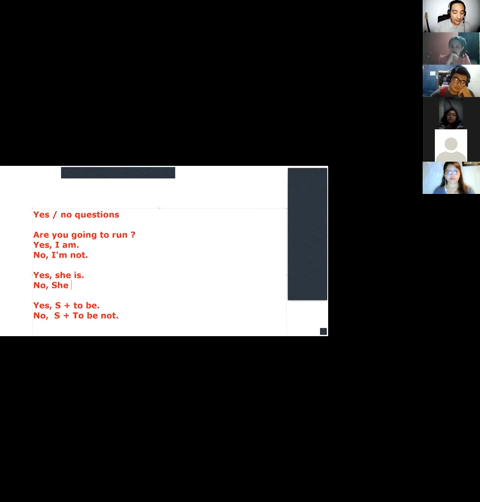 Yes / no questions
Are you going to run ?
Yes, I am.
No, I'm not.
Yes, she is.
No, She
Yes, S + to be.
No,  S + To be not.